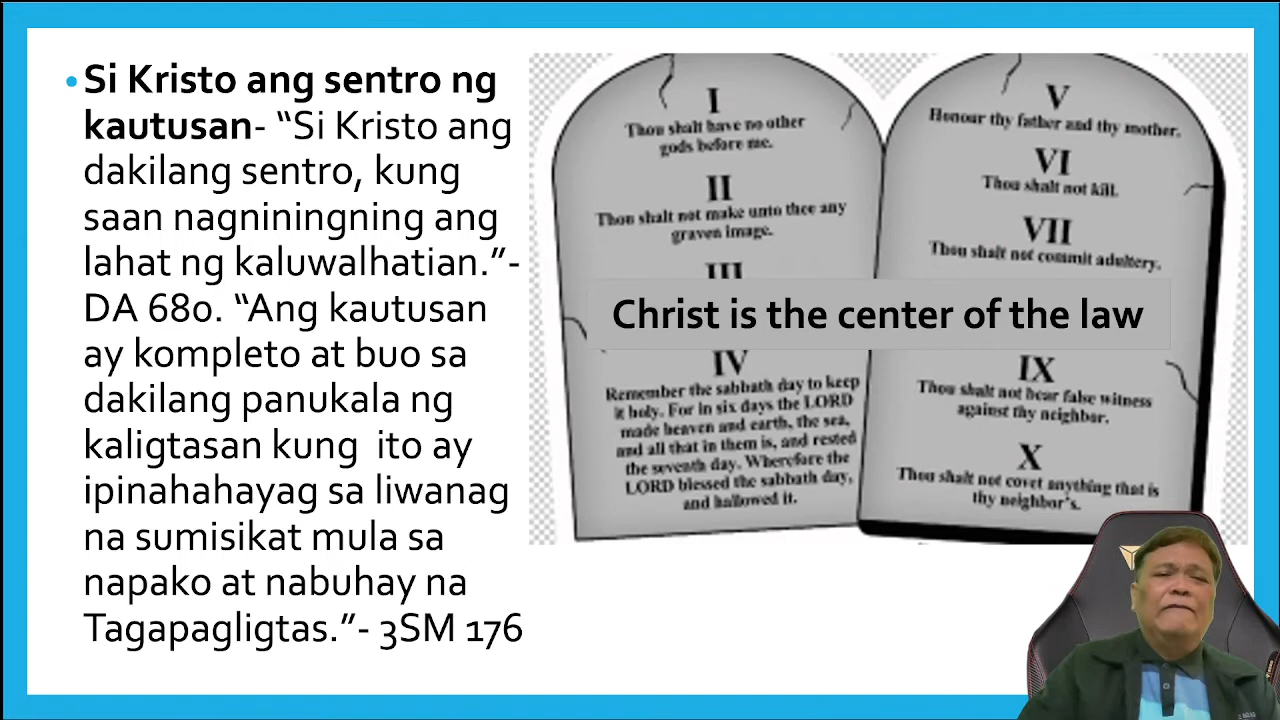 • Si Kristo ang sentro ng
kautusan- “Si Kristo ang
dakilang sentro, kung
saan nagniningning ang
lahat ng kaluwalhatian.”-
DA 680. “Ang kautusan
ay kompleto at buo sa
dakilang panukala ng
kaligtasan kung ito ay
ipinahahayag sa liwanag
na sumisikat mula sa
napako at nabuhay na
Tagapagligtas.”- 3SM 176
I
Thou shalt have no other
gods before me.
II
Thou shalt not make unto thee any
graven image.
III
IV
Remember the sabbath day to keep
it holy. For in six days the LORD
made heaven and earth, the sea,
and all that in them is, and rested
the seventh day. Wherefore the
LORD blessed the sabbath day,
and hallowed it.
V
Honour thy father and thy mother.
VI
Thou shalt not kill.
VII
Thou shalt not commit adultery.
Christ is the center of the law
IX
Thou shalt not bear false witness
against thy neighbor.
X
Thou shalt not covet anything that is
thy neighbor's.